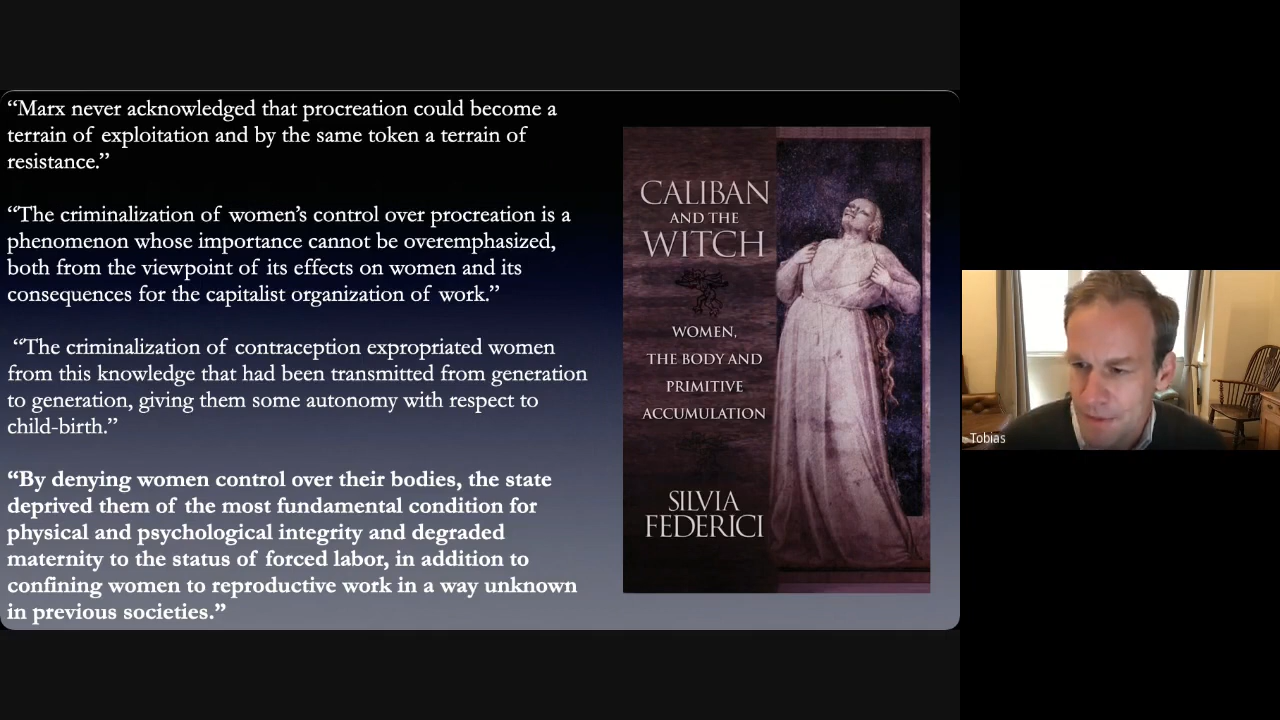 “Marx never acknowledged that procreation could become a
terrain of exploitation and by the same token a terrain of
resistance.”
“The criminalization of women’s control over procreation is a
phenomenon whose importance cannot be overemphasized,
both from the viewpoint of its effects on women and its
consequences for the capitalist organization of work.”
“The criminalization of contraception expropriated women
from this knowledge that had been transmitted from generation
to generation, giving them some autonomy with respect to
child-birth.”
“By denying women control over their bodies, the state
deprived them of the most fundamental condition for
physical and psychological integrity and degraded
maternity to the status of forced labor, in addition to
confining women to reproductive work in a way unknown
in previous societies.”
CALIBAN
AND THE
WITCH
WOMEN,
THE BODY AND
PRIMITIVE
ACCUMULATION
SILVIA
FEDERICI
Tobias